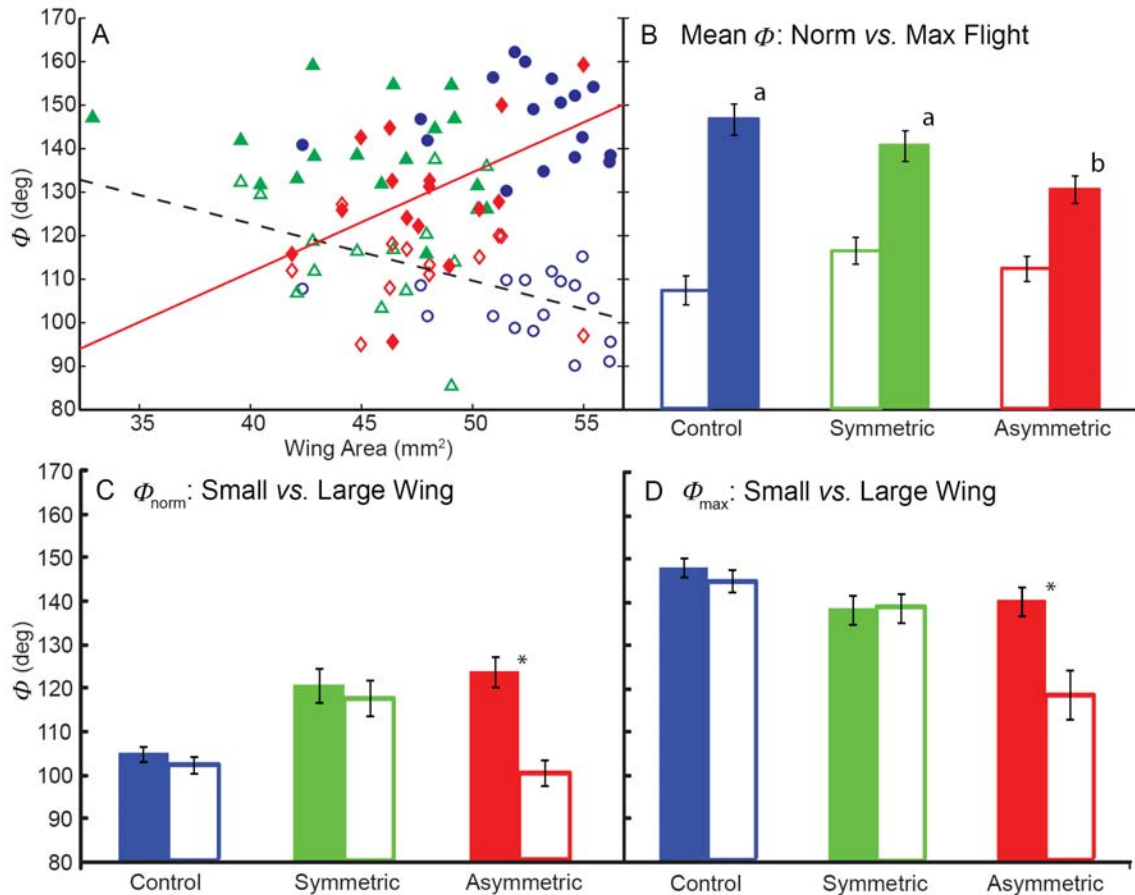 A
170
160
150
140
130
120
110
100
90
80
Φ (deg)
35
40
45
50
55
Wing Area (mm²)
B Mean Φ: Norm vs. Max Flight
a
a
b
Control
Symmetric
Asymmetric
C Φnorm: Small vs. Large Wing
170
160
150
140
130
120
110
100
90
80
Φ (deg)
*
Control
Symmetric
Asymmetric
D Φmax: Small vs. Large Wing
*
Control
Symmetric
Asymmetric